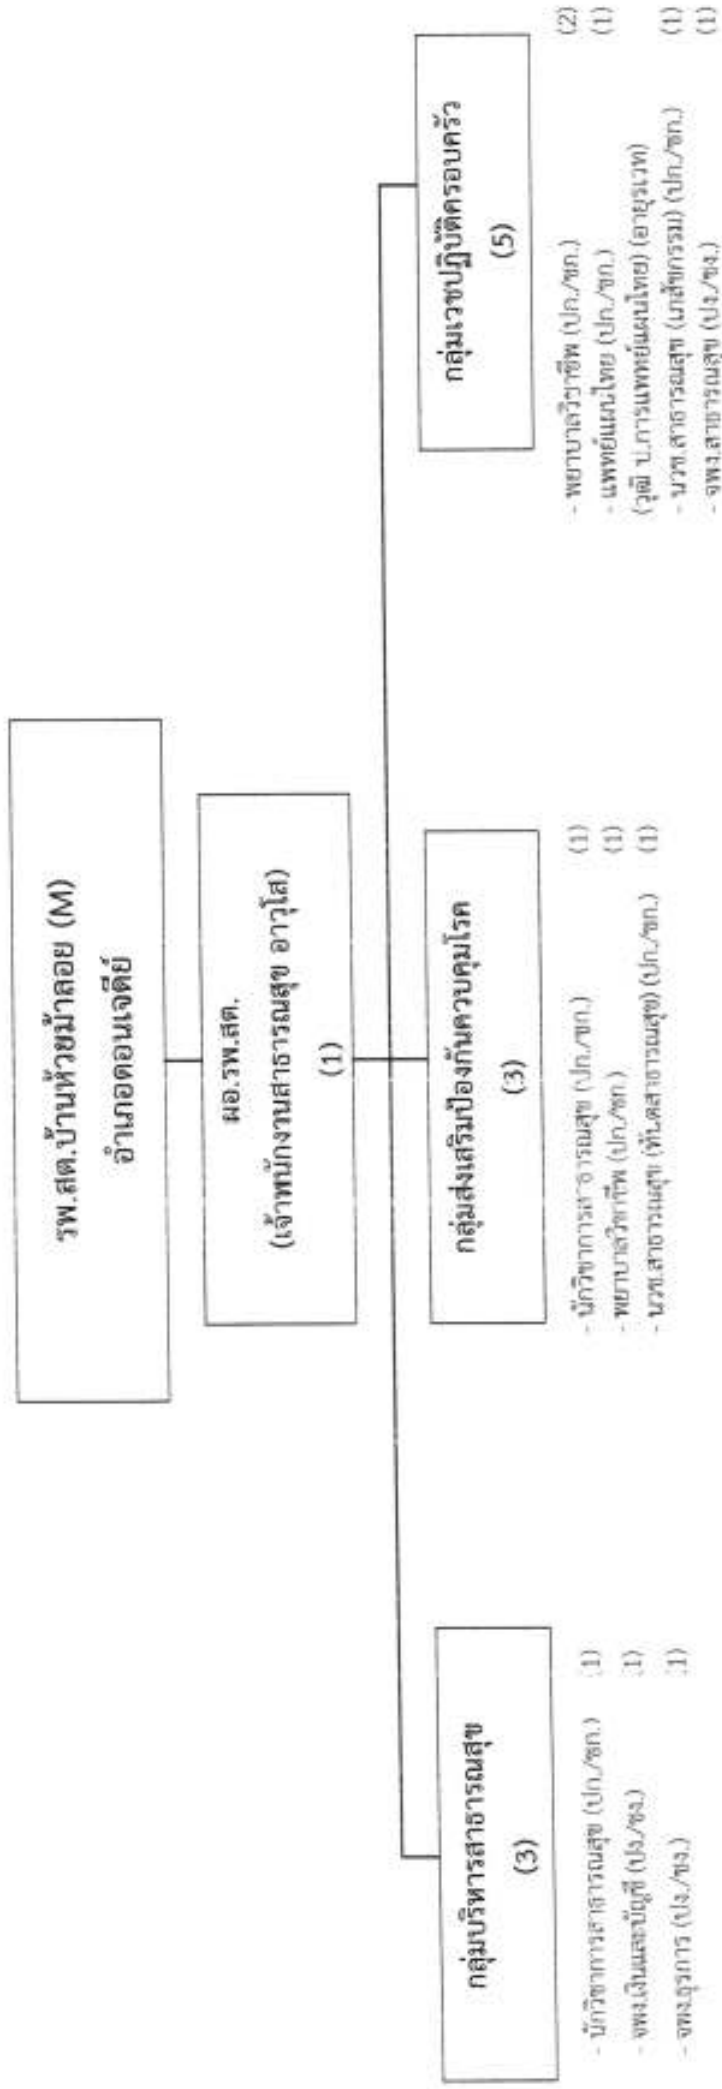 รพ.สต.บ้านห้วยม้าลอย (M)
อำเภอดอนเจดีย์
ผอ.รพ.สต.
(เจ้าพนักงานสาธารณสุข อาวุโส)
(1)
กลุ่มบริหารสาธารณสุข
(3)
- นักวิชาการสาธารณสุข (ปก./ชก.) (1)
- จพง.เงินและบัญชี (ปง./ชง.) (1)
- จพง.ธุรการ (ปง./ชง.) (1)
กลุ่มส่งเสริมป้องกันควบคุมโรค
(3)
- นักวิชาการสาธารณสุข (ปก./ชก.) (1)
- พยาบาลวิชาชีพ (ปก./ชก.) (1)
- นวช.สาธารณสุข (ทันตสาธารณสุข) (ปก./ชก.) (1)
กลุ่มเวชปฏิบัติครอบครัว
(5)
- พยาบาลวิชาชีพ (ปก./ชก.) (2)
- แพทย์แผนไทย (ปก./ชก.) (1)
(วุฒิ ป.การแพทย์แผนไทย) (อายุรเวท)
- นวช.สาธารณสุข (เภสัชกรรม) (ปก./ชก.) (1)
- จพง.สาธารณสุข (ปง./ชง.) (1)